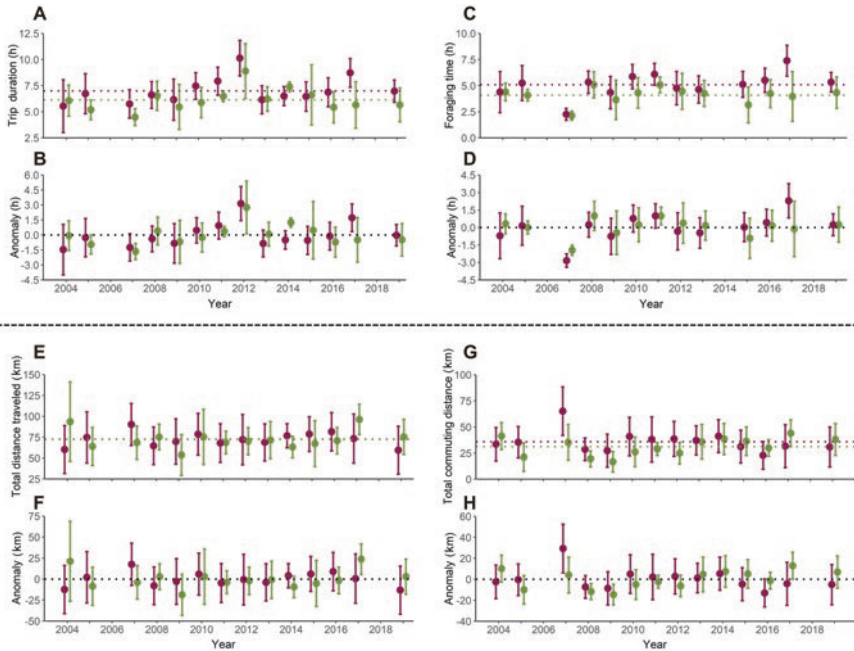 A
Trip duration (h)
12.5
10.0
7.5
5.0
2.5
B
Anomaly (h)
6.0
4.5
3.0
1.5
0.0
-1.5
-3.0
-4.5
2004 2006 2008 2010 2012 2014 2016 2018
Year
C
Foraging time (h)
10.0
7.5
5.0
2.5
0.0
D
Anomaly (h)
4.5
3.0
1.5
0.0
-1.5
-3.0
-4.5
2004 2006 2008 2010 2012 2014 2016 2018
Year
E
Total distance traveled (km)
150
125
100
75
50
25
F
Anomaly (km)
75
50
25
0
-25
-50
2004 2006 2008 2010 2012 2014 2016 2018
Year
G
Total commuting distance (km)
100
75
50
25
0
H
Anomaly (km)
60
40
20
0
-20
-40
2004 2006 2008 2010 2012 2014 2016 2018
Year